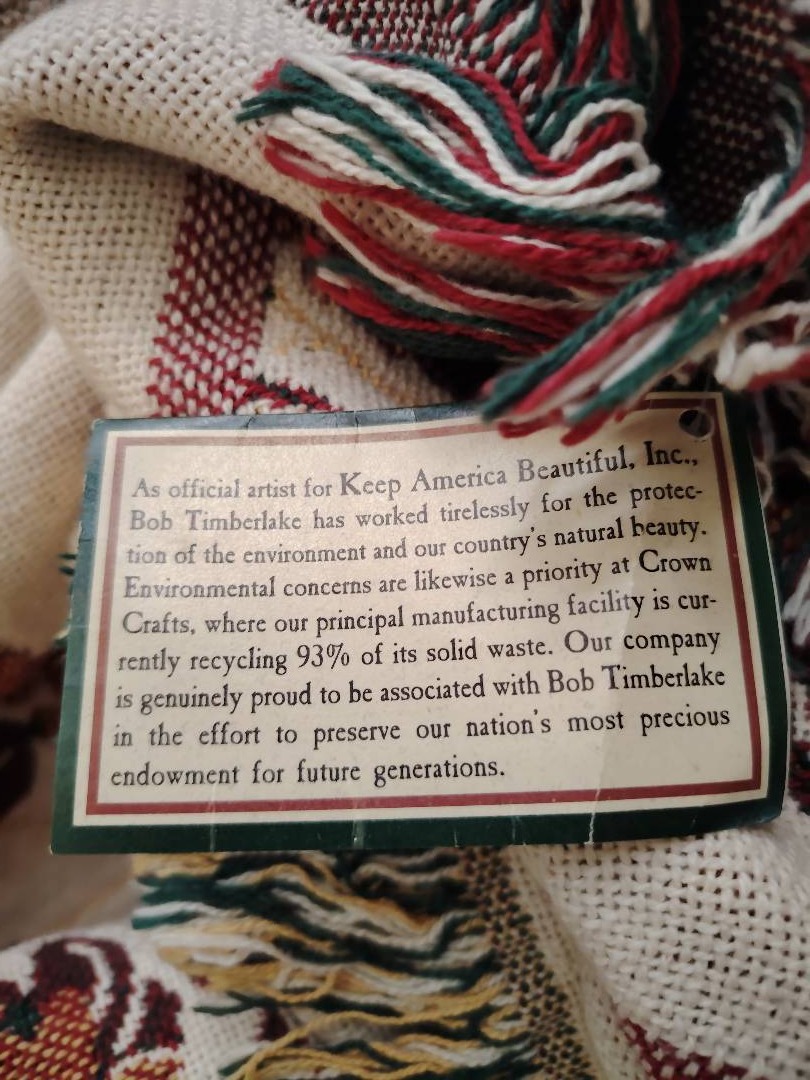 As official artist for Keep America Beautiful, Inc.,
Bob Timberlake has worked tirelessly for the protec-
tion of the environment and our country's natural beauty.
Environmental concerns are likewise a priority at Crown
Crafts, where our principal manufacturing facility is cur-
rently recycling 93% of its solid waste. Our company
is genuinely proud to be associated with Bob Timberlake
in the effort to preserve our nation's most precious
endowment for future generations.